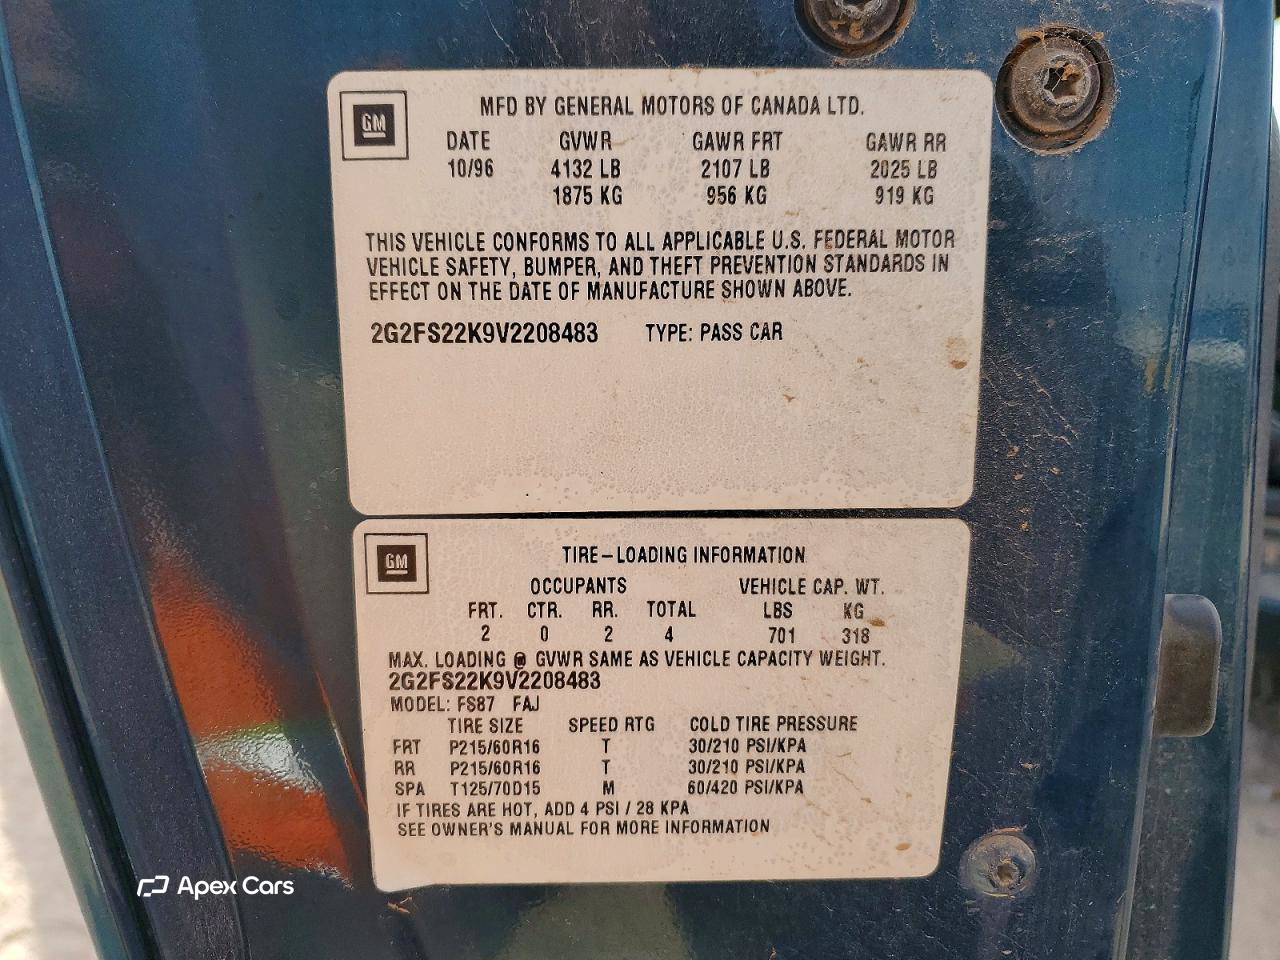 GM
MFD BY GENERAL MOTORS OF CANADA LTD.
DATE GVWR GAWR FRT GAWR RR
10/96 4132 LB 2107 LB 2025 LB
1875 KG 956 KG 919 KG
THIS VEHICLE CONFORMS TO ALL APPLICABLE U.S. FEDERAL MOTOR
VEHICLE SAFETY, BUMPER, AND THEFT PREVENTION STANDARDS IN
EFFECT ON THE DATE OF MANUFACTURE SHOWN ABOVE.
2G2FS22K9V2208483 TYPE: PASS CAR
GM
TIRE-LOADING INFORMATION
OCCUPANTS VEHICLE CAP. WT.
FRT. CTR. RR. TOTAL LBS KG
2 0 2 4 701 318
MAX. LOADING @ GVWR SAME AS VEHICLE CAPACITY WEIGHT.
2G2FS22K9V2208483
MODEL: FS87 FAJ
TIRE SIZE SPEED RTG COLD TIRE PRESSURE
FRT P215/60R16 T 30/210 PSI/KPA
RR P215/60R16 T 30/210 PSI/KPA
SPA T125/70D15 M 60/420 PSI/KPA
IF TIRES ARE HOT, ADD 4 PSI / 28 KPA
SEE OWNER'S MANUAL FOR MORE INFORMATION
Apex Cars